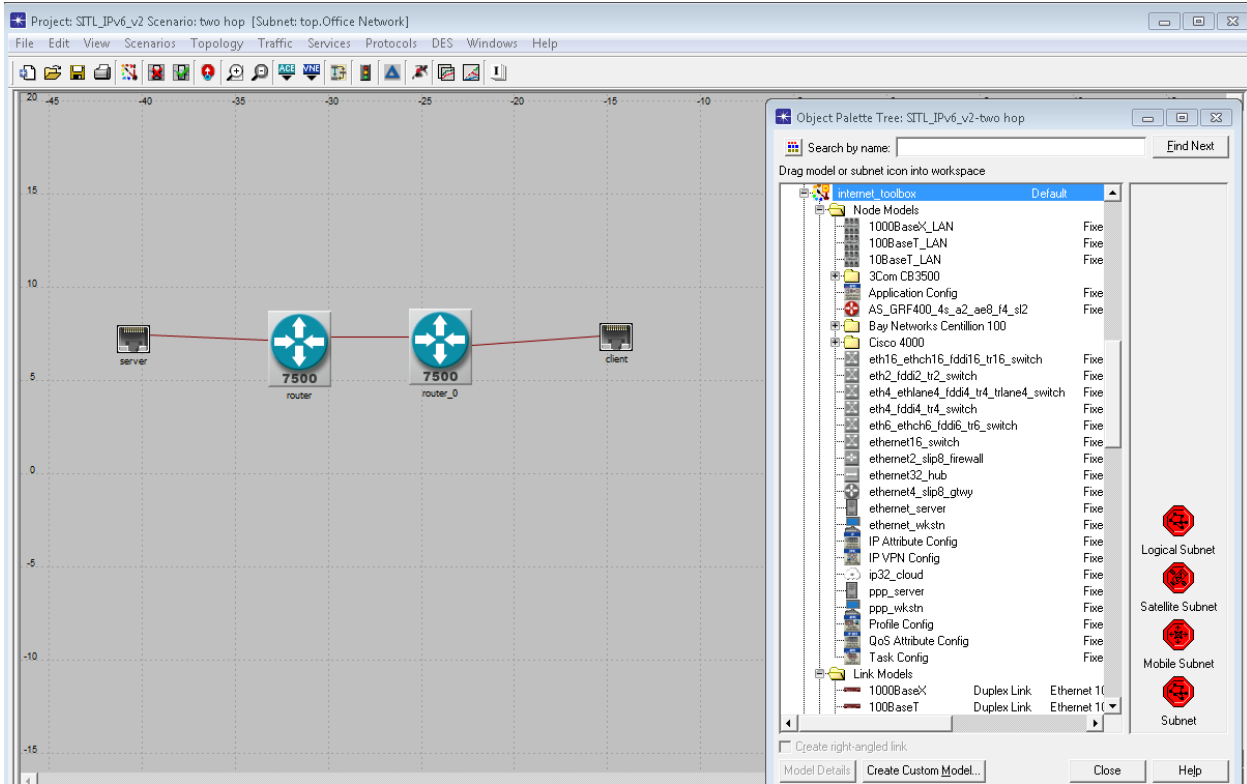 Project: SITL_IPv6_v2 Scenario: two hop [Subnet: top.Office Network]
File Edit View Scenarios Topology Traffic Services Protocols DES Windows Help
ACE VNE
20 -45 -40 -35 -30 -25 -20 -15 -10
15
10
5
0
-5
-10
-15
server
7500
router
7500
router_0
client
Object Palette Tree: SITL_IPv6_v2-two hop
Search by name: Find Next
Drag model or subnet icon into workspace
internet_toolbox Default
Node Models
1000BaseX_LAN Fixe
100BaseT_LAN Fixe
10BaseT_LAN Fixe
3Com CB3500
Application Config Fixe
AS_GRF400_4s_a2_ae8_f4_sl2 Fixe
Bay Networks Centillion 100
Cisco 4000
eth16_ethch16_fddi16_tr16_switch Fixe
eth2_fddi2_tr2_switch Fixe
eth4_ethlane4_fddi4_tr4_trlane4_switch Fixe
eth4_fddi4_tr4_switch Fixe
eth6_ethch6_fddi6_tr6_switch Fixe
ethernet16_switch Fixe
ethernet2_slip8_firewall Fixe
ethernet32_hub Fixe
ethernet4_slip8_gtwy Fixe
ethernet_server Fixe
ethernet_wkstn Fixe
IP Attribute Config Fixe
IP VPN Config Fixe
ip32_cloud Fixe
ppp_server Fixe
ppp_wkstn Fixe
Profile Config Fixe
QoS Attribute Config Fixe
Task Config Fixe
Link Models
1000BaseX Duplex Link Ethernet 10
100BaseT Duplex Link Ethernet 10
Logical Subnet
Satellite Subnet
Mobile Subnet
Subnet
Create right-angled link
Model Details Create Custom Model... Close Help